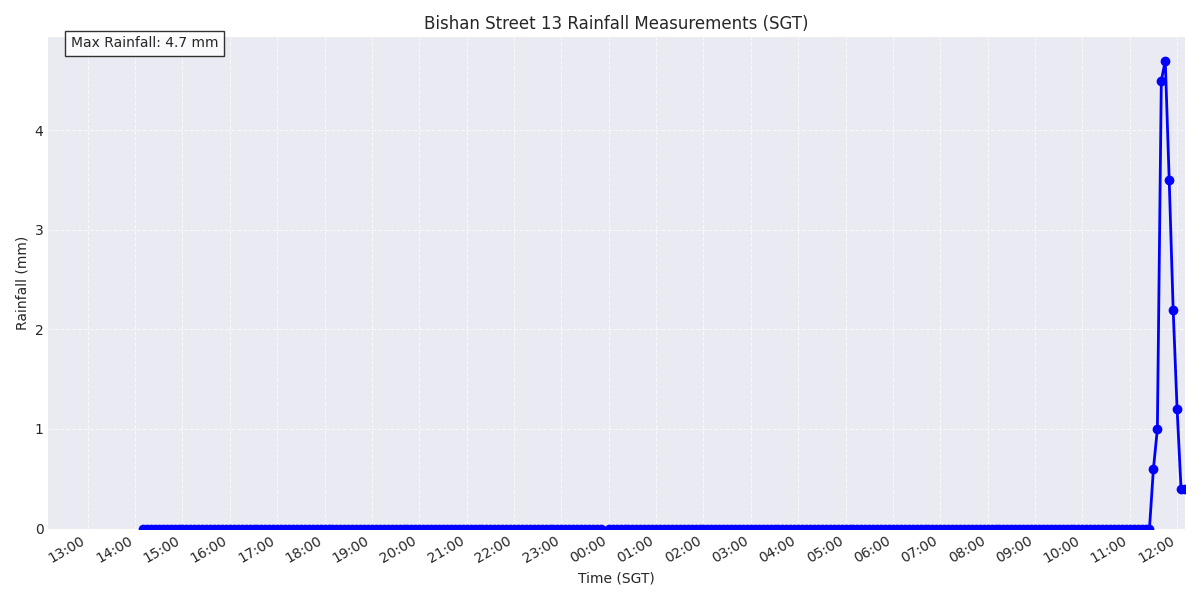 Bishan Street 13 Rainfall Measurements (SGT)
Max Rainfall: 4.7 mm
Rainfall (mm)
4
3
2
1
0
13:00 14:00 15:00 16:00 17:00 18:00 19:00 20:00 21:00 22:00 23:00 00:00 01:00 02:00 03:00 04:00 05:00 06:00 07:00 08:00 09:00 10:00 11:00 12:00
Time (SGT)